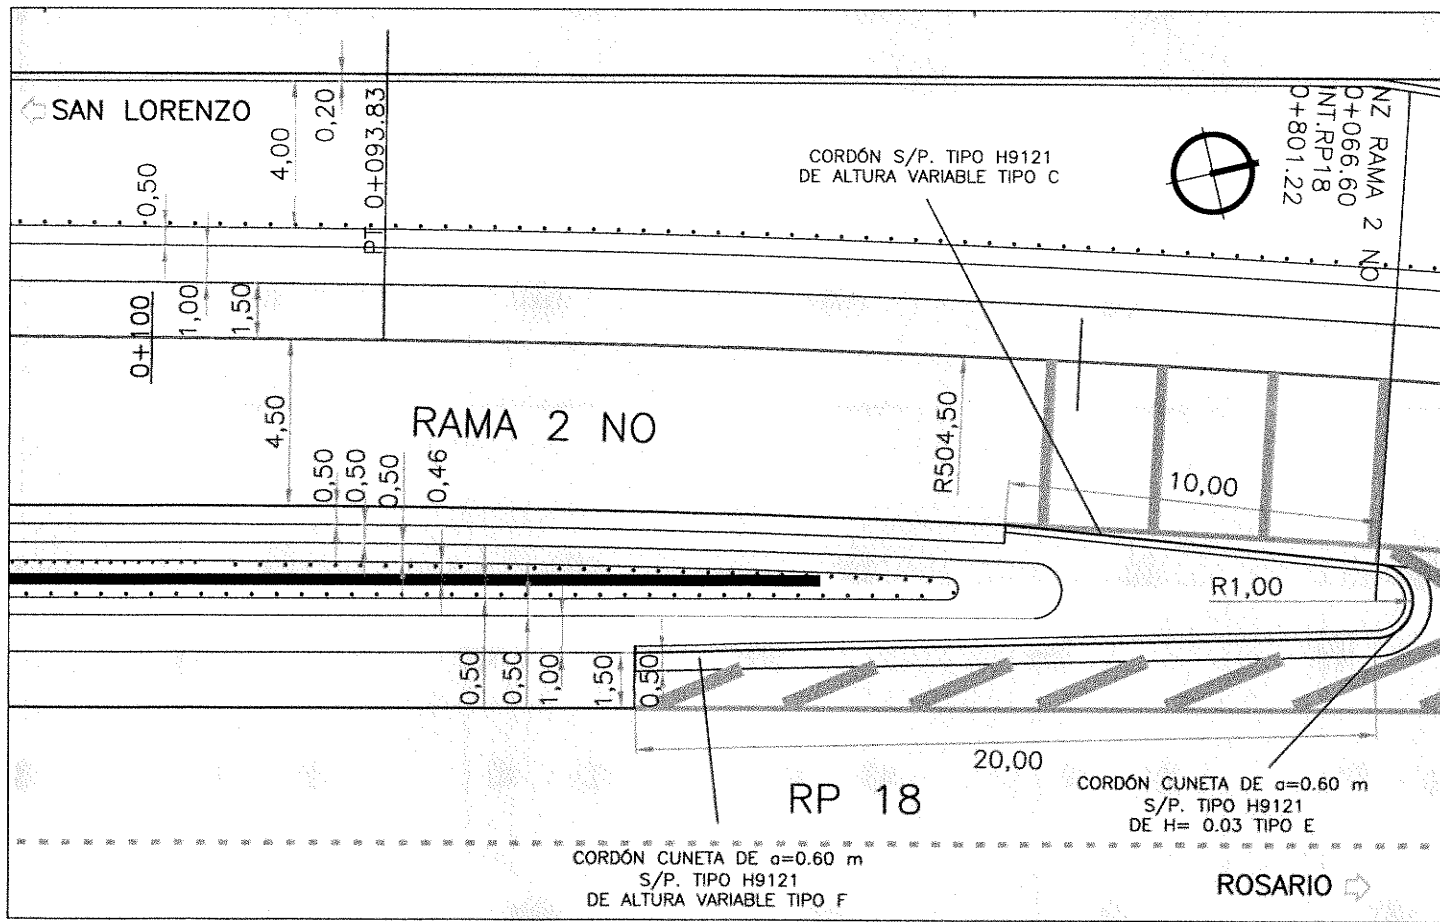 SAN LORENZO
0,20
4,00
0,50
PT 0+093.83
CORDÓN S/P. TIPO H9121
DE ALTURA VARIABLE TIPO C
NZ RAMA 2 NO
0+066.60
INT.RP18
0+801.22
0+100
1,00
1,50
4,50
RAMA 2 NO
0,50
0,50
0,50
0,46
R504,50
10,00
R1,00
0,50
0,50
1,00
1,50
0,50
20,00
RP 18
CORDÓN CUNETA DE a=0.60 m
S/P. TIPO H9121
DE H= 0.03 TIPO E
CORDÓN CUNETA DE a=0.60 m
S/P. TIPO H9121
DE ALTURA VARIABLE TIPO F
ROSARIO